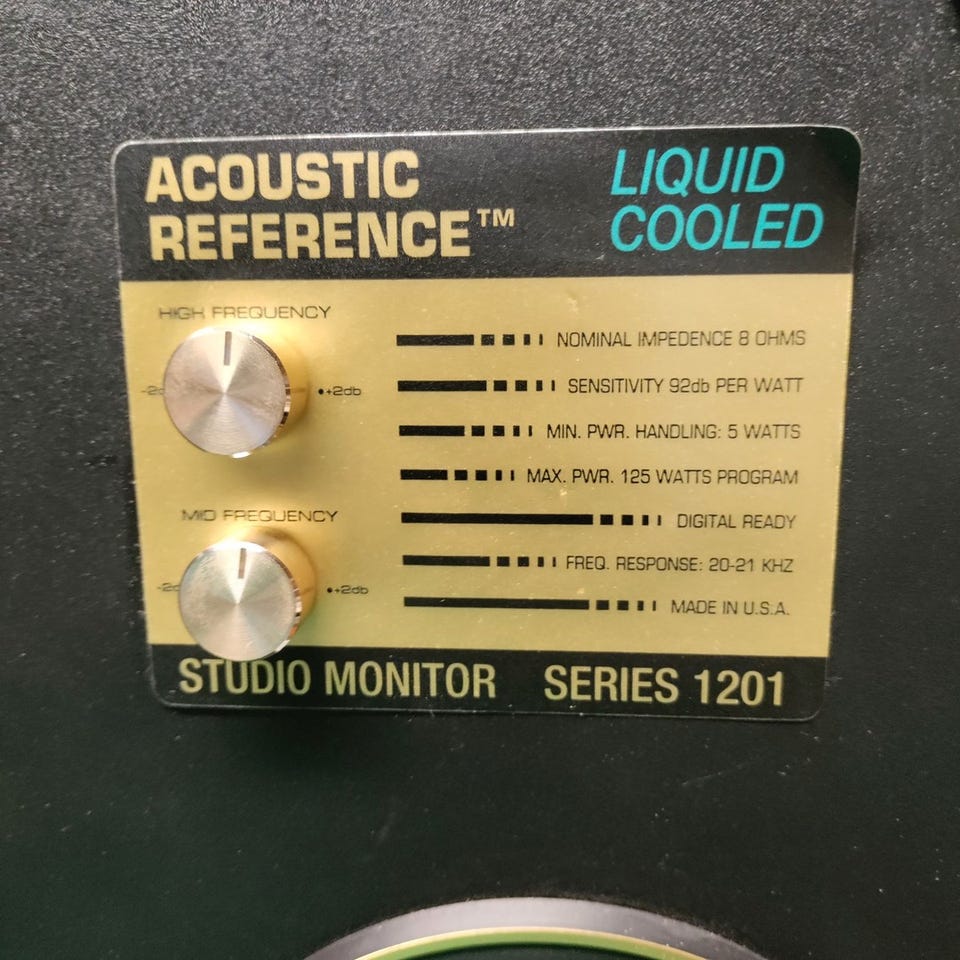 ACOUSTIC
REFERENCE™
LIQUID
COOLED
HIGH FREQUENCY
•+2db
NOMINAL IMPEDENCE 8 OHMS
SENSITIVITY 92db PER WATT
MIN. PWR. HANDLING: 5 WATTS
MAX. PWR. 125 WATTS PROGRAM
DIGITAL READY
FREQ. RESPONSE: 20-21 KHZ
MADE IN U.S.A.
MID FREQUENCY
•+2db
STUDIO MONITOR SERIES 1201